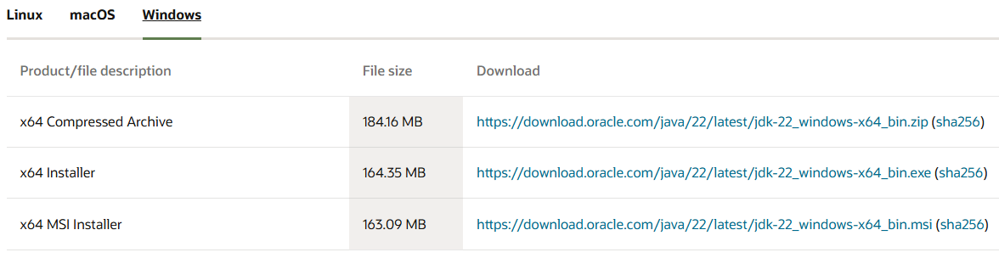 Linux macOS Windows
Product/file description File size Download
x64 Compressed Archive 184.16 MB https://download.oracle.com/java/22/latest/jdk-22_windows-x64_bin.zip (sha256)
x64 Installer 164.35 MB https://download.oracle.com/java/22/latest/jdk-22_windows-x64_bin.exe (sha256)
x64 MSI Installer 163.09 MB https://download.oracle.com/java/22/latest/jdk-22_windows-x64_bin.msi (sha256)